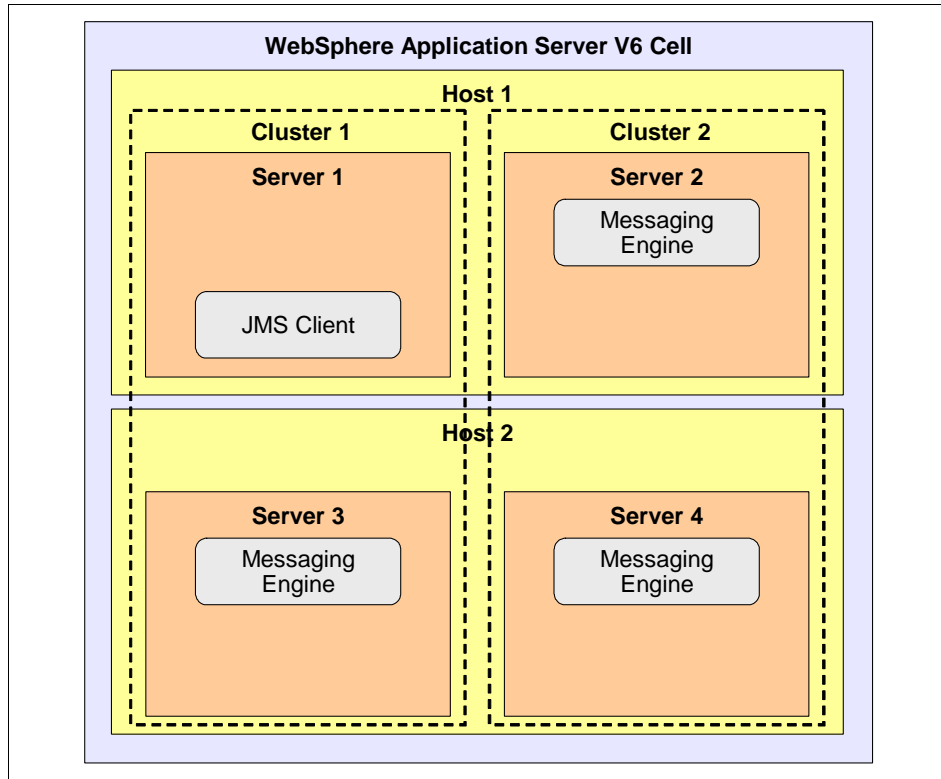 WebSphere Application Server V6 Cell
Host 1
Cluster 1
Cluster 2
Server 1
Server 2
Messaging
Engine
JMS Client
Host 2
Server 3
Server 4
Messaging
Engine
Messaging
Engine